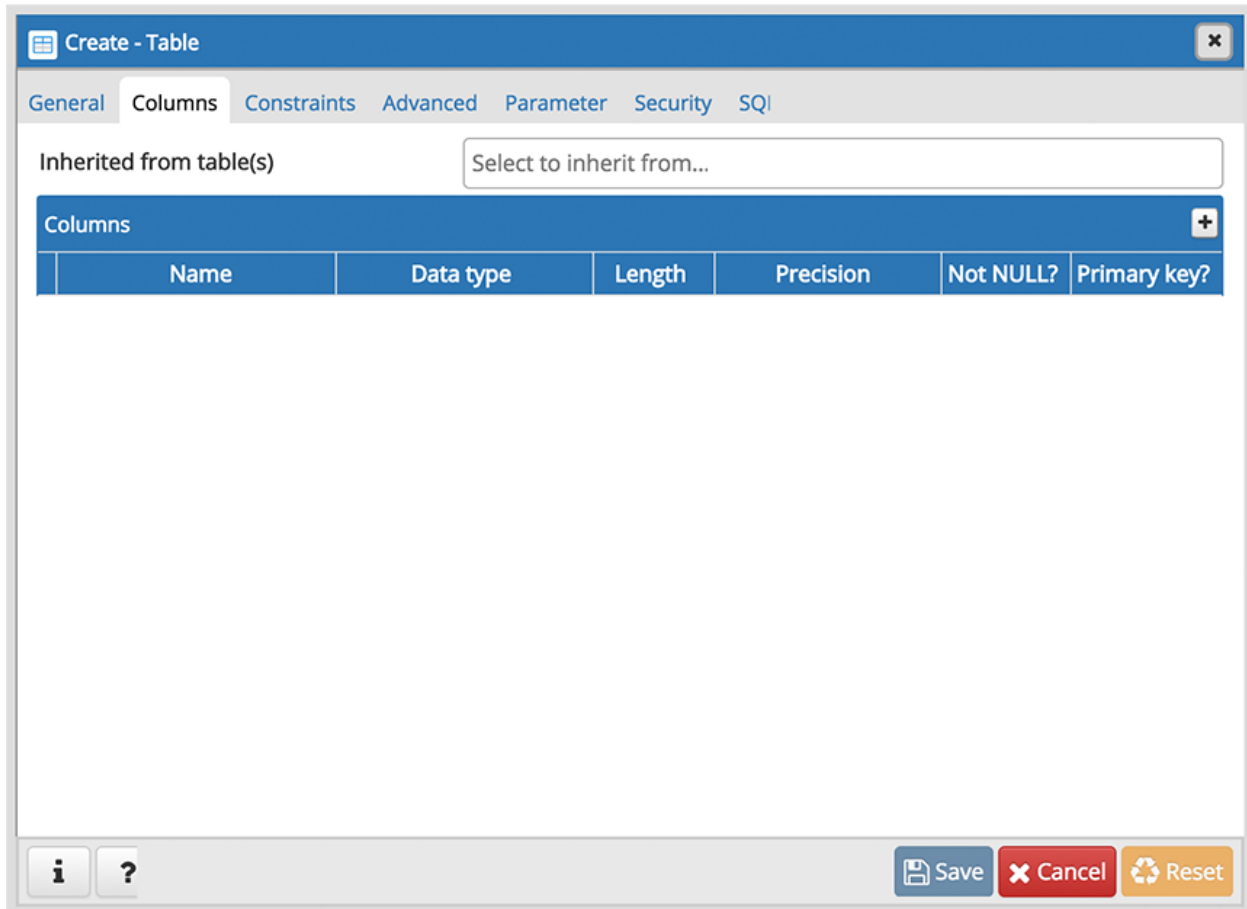 Create - Table
General Columns Constraints Advanced Parameter Security SQl
Inherited from table(s) Select to inherit from...
Columns
Name Data type Length Precision Not NULL? Primary key?
i ? Save Cancel Reset